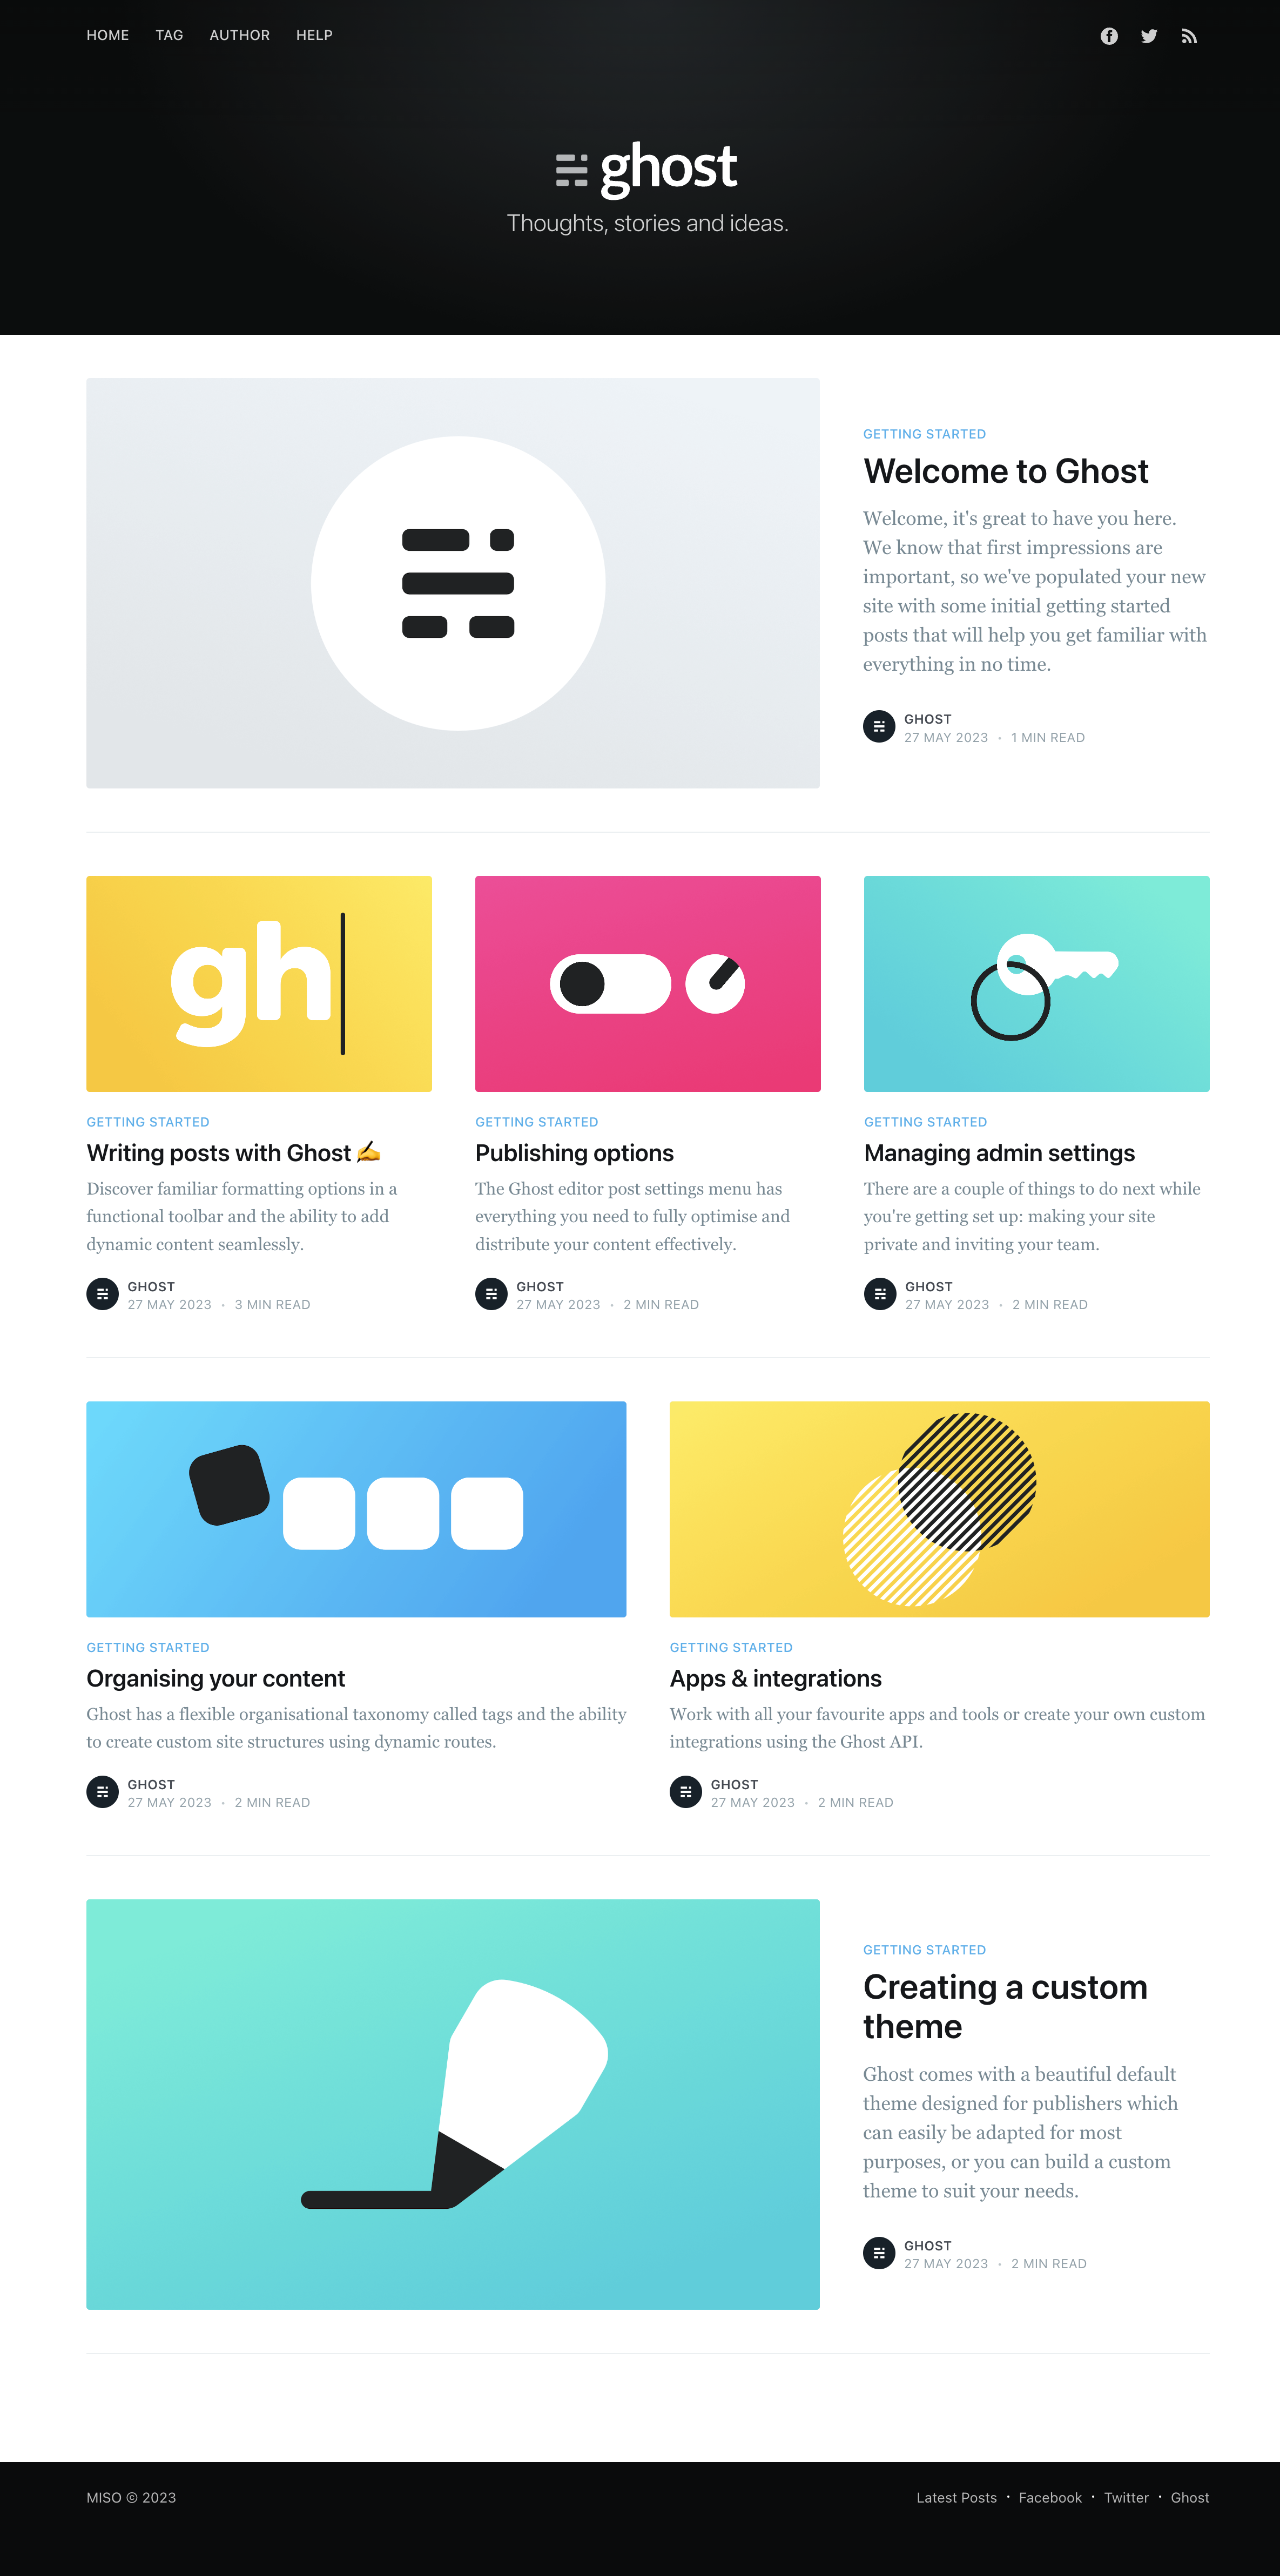 HOME TAG AUTHOR HELP
ghost
Thoughts, stories and ideas.
GETTING STARTED
Welcome to Ghost
Welcome, it's great to have you here.
We know that first impressions are
important, so we've populated your new
site with some initial getting started
posts that will help you get familiar with
everything in no time.
GHOST
27 MAY 2023 • 1 MIN READ
gh
GETTING STARTED
Writing posts with Ghost ✍️
Discover familiar formatting options in a
functional toolbar and the ability to add
dynamic content seamlessly.
GHOST
27 MAY 2023 • 3 MIN READ
GETTING STARTED
Publishing options
The Ghost editor post settings menu has
everything you need to fully optimise and
distribute your content effectively.
GHOST
27 MAY 2023 • 2 MIN READ
GETTING STARTED
Managing admin settings
There are a couple of things to do next while
you're getting set up: making your site
private and inviting your team.
GHOST
27 MAY 2023 • 2 MIN READ
GETTING STARTED
Organising your content
Ghost has a flexible organisational taxonomy called tags and the ability
to create custom site structures using dynamic routes.
GHOST
27 MAY 2023 • 2 MIN READ
GETTING STARTED
Apps & integrations
Work with all your favourite apps and tools or create your own custom
integrations using the Ghost API.
GHOST
27 MAY 2023 • 2 MIN READ
GETTING STARTED
Creating a custom
theme
Ghost comes with a beautiful default
theme designed for publishers which
can easily be adapted for most
purposes, or you can build a custom
theme to suit your needs.
GHOST
27 MAY 2023 • 2 MIN READ
MISO © 2023
Latest Posts • Facebook • Twitter • Ghost